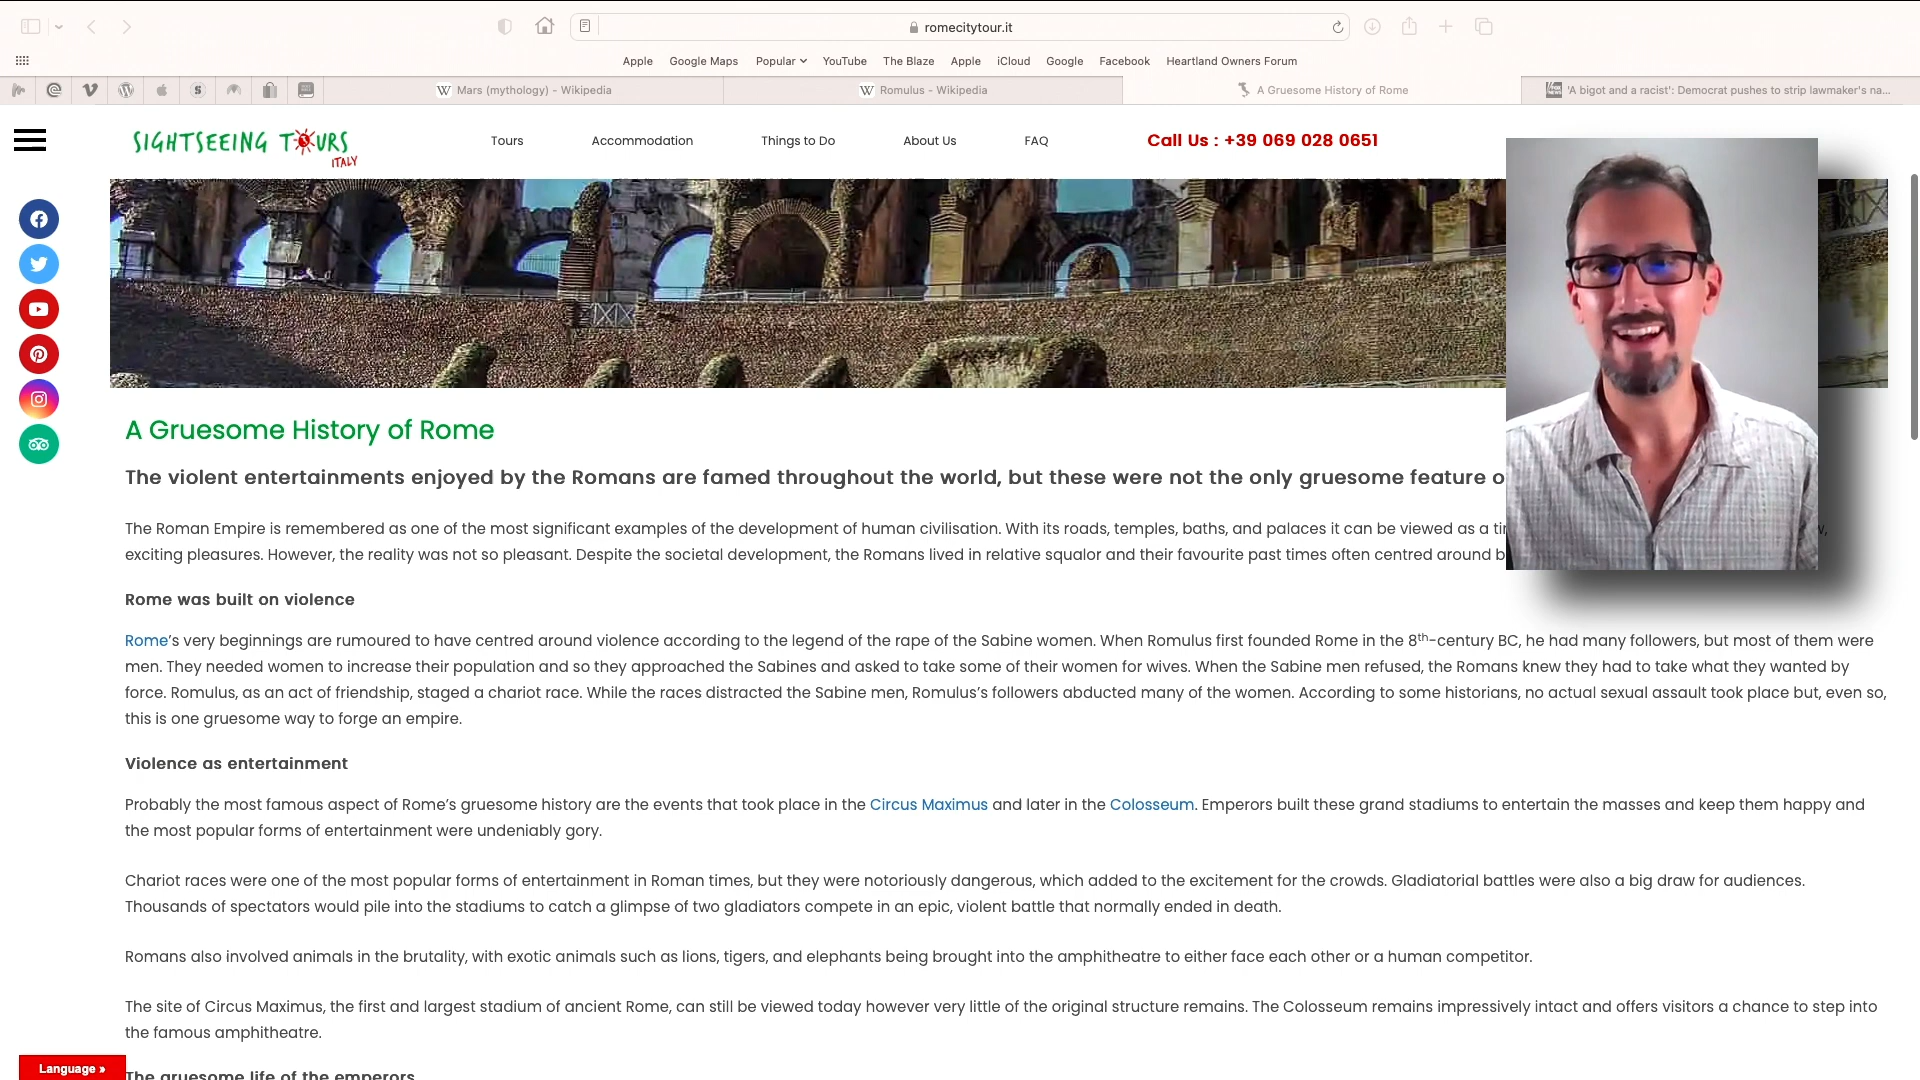 romecitytour.it
Apple Google Maps Popular YouTube The Blaze Apple iCloud Google Facebook Heartland Owners Forum
Mars (mythology) - Wikipedia Romulus - Wikipedia A Gruesome History of Rome 'A bigot and a racist': Democrat pushes to strip lawmaker's na...
SIGHTSEEING TOURS
ITALY
Tours Accommodation Things to Do About Us FAQ Call Us : +39 069 028 0651
A Gruesome History of Rome
The violent entertainments enjoyed by the Romans are famed throughout the world, but these were not the only gruesome feature o
The Roman Empire is remembered as one of the most significant examples of the development of human civilisation. With its roads, temples, baths, and palaces it can be viewed as a
exciting pleasures. However, the reality was not so pleasant. Despite the societal development, the Romans lived in relative squalor and their favourite past times often centred around
Rome was built on violence
Rome's very beginnings are rumoured to have centred around violence according to the legend of the rape of the Sabine women. When Romulus first founded Rome in the 8th-century BC, he had many followers, but most of them were
men. They needed women to increase their population and so they approached the Sabines and asked to take some of their women for wives. When the Sabine men refused, the Romans knew they had to take what they wanted by
force. Romulus, as an act of friendship, staged a chariot race. While the races distracted the Sabine men, Romulus's followers abducted many of the women. According to some historians, no actual sexual assault took place but, even so,
this is one gruesome way to forge an empire.
Violence as entertainment
Probably the most famous aspect of Rome's gruesome history are the events that took place in the Circus Maximus and later in the Colosseum. Emperors built these grand stadiums to entertain the masses and keep them happy and
the most popular forms of entertainment were undeniably gory.
Chariot races were one of the most popular forms of entertainment in Roman times, but they were notoriously dangerous, which added to the excitement for the crowds. Gladiatorial battles were also a big draw for audiences.
Thousands of spectators would pile into the stadiums to catch a glimpse of two gladiators compete in an epic, violent battle that normally ended in death.
Romans also involved animals in the brutality, with exotic animals such as lions, tigers, and elephants being brought into the amphitheatre to either face each other or a human competitor.
The site of Circus Maximus, the first and largest stadium of ancient Rome, can still be viewed today however very little of the original structure remains. The Colosseum remains impressively intact and offers visitors a chance to step into
the famous amphitheatre.
Language »
The gruesome life of the emperors